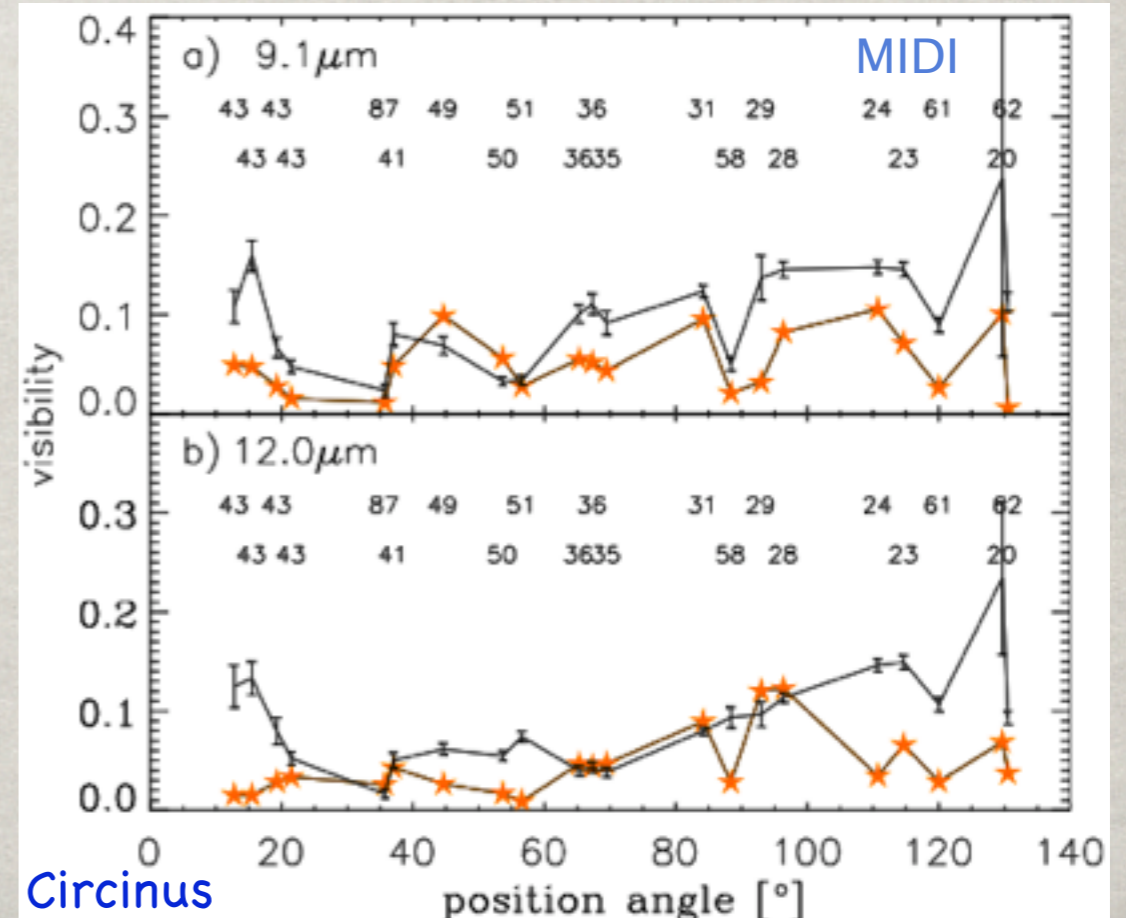 0.4
a) 9.1μm
MIDI
43 43 87 49 51 36 31 29 24 61 62
0.3
43 43 41 50 3635 58 28 23 20
0.2
0.1
0.0
visibility
b) 12.0μm
43 43 87 49 51 36 31 29 24 61 62
0.3
43 43 41 50 3635 58 28 23 20
0.2
0.1
0.0
0 20 40 60 80 100 120 140
Circinus
position angle [°]